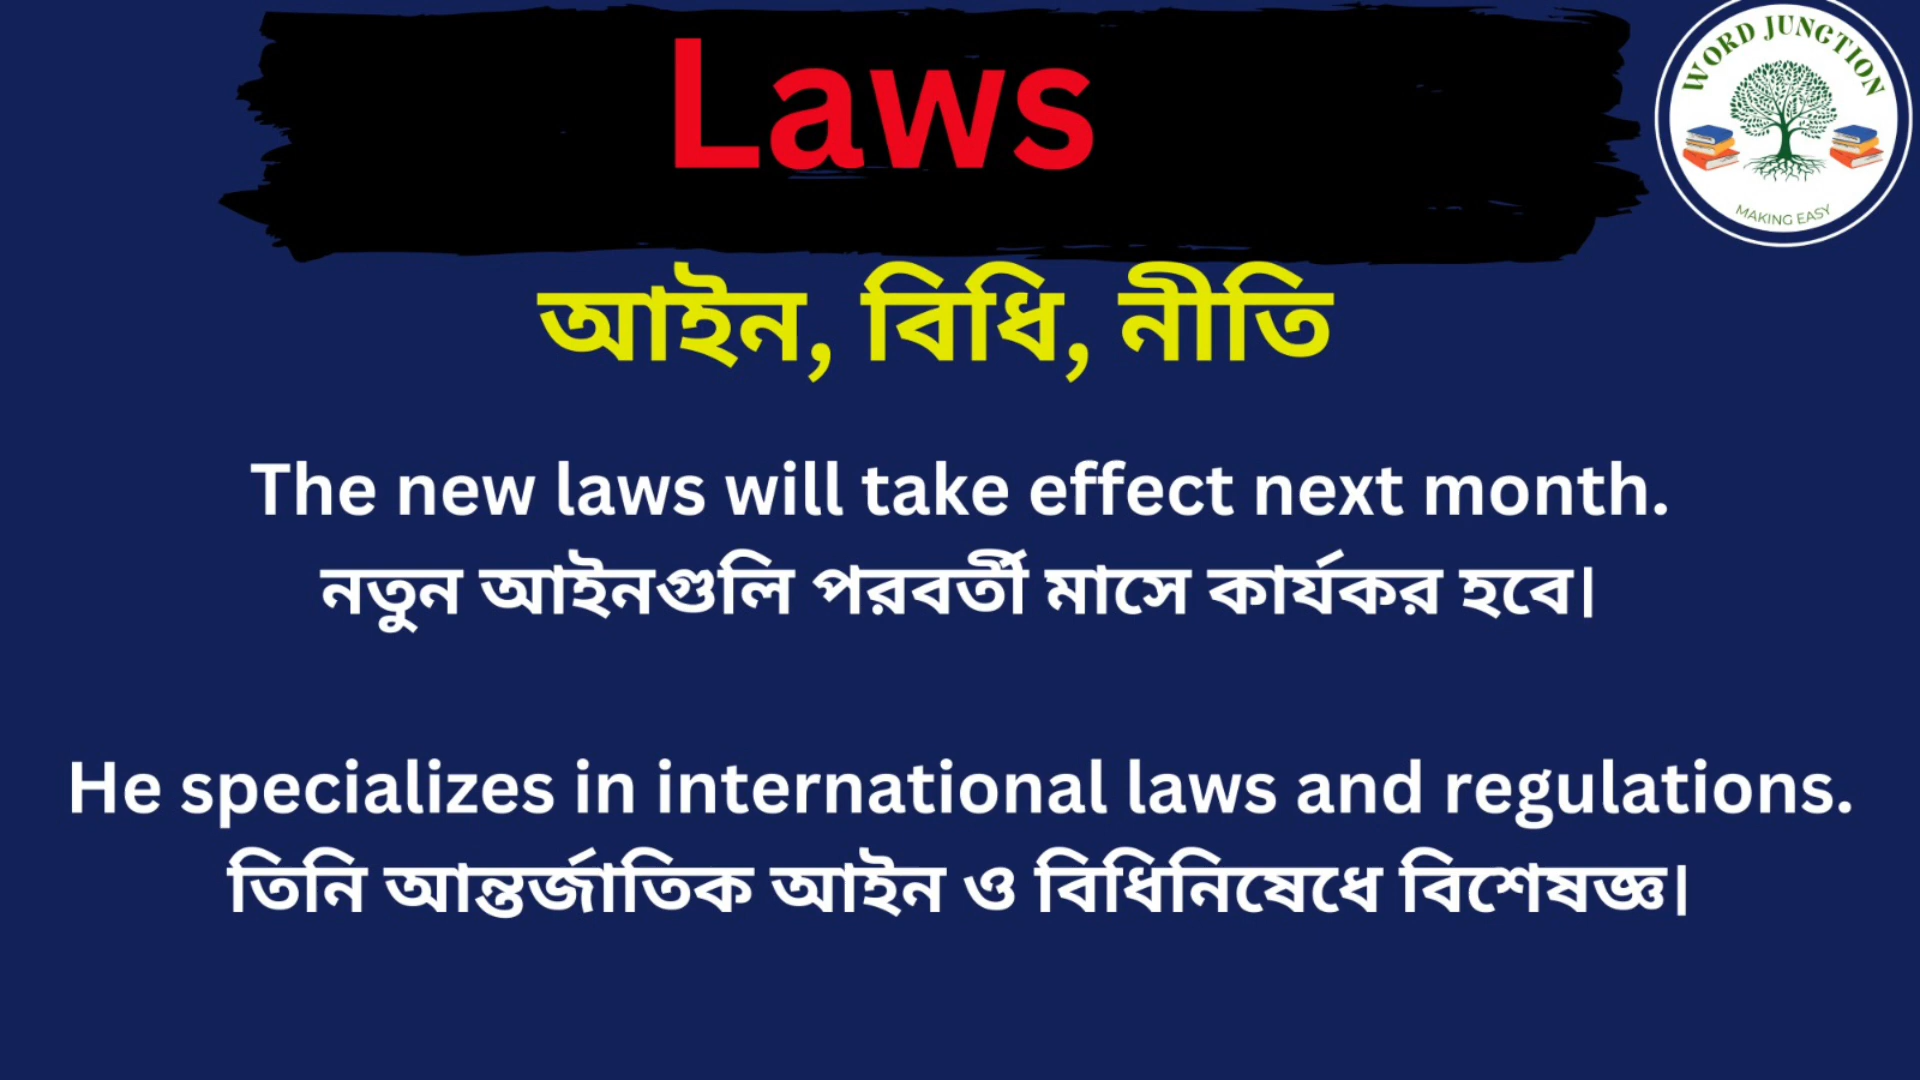 Laws
WORD JUNCTION
MAKING EASY
আইন, বিধি, নীতি
The new laws will take effect next month.
নতুন আইনগুলি পরবর্তী মাসে কার্যকর হবে।
He specializes in international laws and regulations.
তিনি আন্তর্জাতিক আইন ও বিধিনিষেধে বিশেষজ্ঞ।